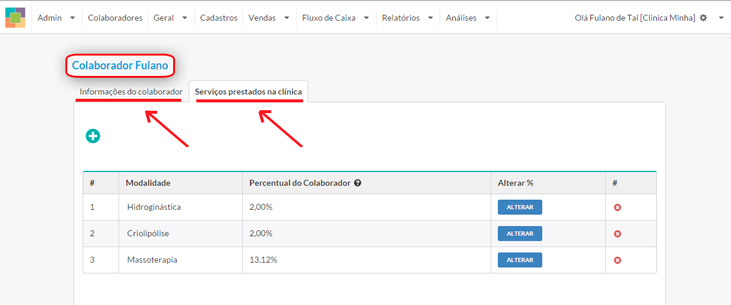 Admin Colaboradores Geral Cadastros Vendas Fluxo de Caixa Relatórios Análises Olá Fulano de Tal [Clinica Minha]
Colaborador Fulano
Informações do colaborador Serviços prestados na clínica
# Modalidade Percentual do Colaborador Alterar % #
1 Hidroginástica 2,00% ALTERAR
2 Criolipólise 2,00% ALTERAR
3 Massoterapia 13,12% ALTERAR